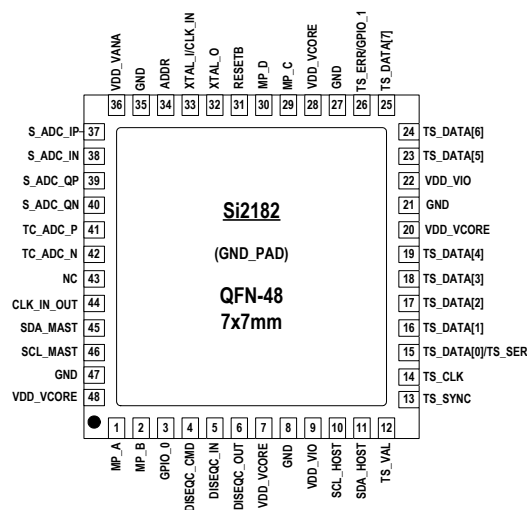 VDD_VANA
GND
ADDR
XTAL_I/CLK_IN
XTAL_O
RESETB
MP_D
MP_C
VDD_VCORE
GND
TS_ERR/GPIO_1
TS_DATA[7]
36 35 34 33 32 31 30 29 28 27 26 25
S_ADC_IP 37
S_ADC_IN 38
S_ADC_QP 39
S_ADC_QN 40
TC_ADC_P 41
TC_ADC_N 42
NC 43
CLK_IN_OUT 44
SDA_MAST 45
SCL_MAST 46
GND 47
VDD_VCORE 48
Si2182
(GND_PAD)
QFN-48
7x7mm
24 TS_DATA[6]
23 TS_DATA[5]
22 VDD_VIO
21 GND
20 VDD_VCORE
19 TS_DATA[4]
18 TS_DATA[3]
17 TS_DATA[2]
16 TS_DATA[1]
15 TS_DATA[0]/TS_SER
14 TS_CLK
13 TS_SYNC
1 2 3 4 5 6 7 8 9 10 11 12
MP_A
MP_B
GPIO_0
DISEQC_CMD
DISEQC_IN
DISEQC_OUT
VDD_VCORE
GND
VDD_VIO
SCL_HOST
SDA_HOST
TS_VAL